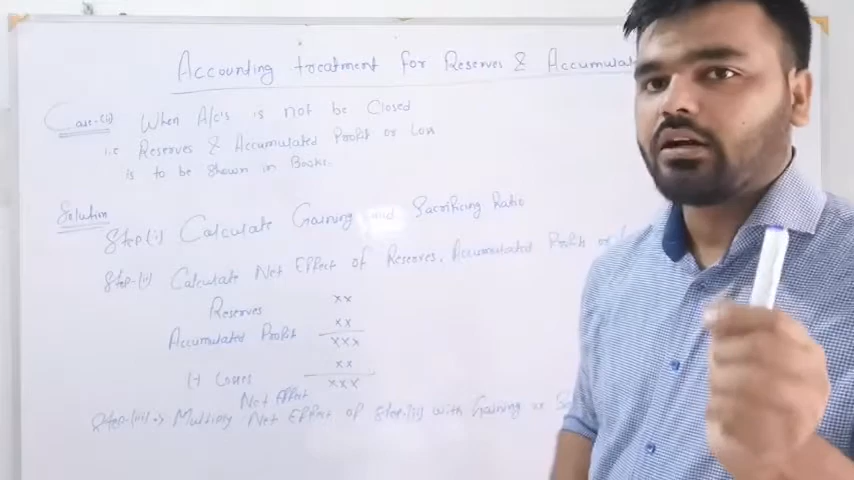 Accounting treatment for Reserves & Accumulat
Case-(ii) When A/c's is not be Closed
i.e Reserves & Accumulated Profit or Loss
is to be shown in Books.
Solution
Step(i) Calculate Gaining and Sacrificing Ratio
Step-(ii) Calculate Net Effect of Reserves, Accumulated Profit or
Reserves xx
Accumulated Profit xx
xxx
(-) Losses xx
Net Effect xxx
Step-(iii) → Multiply Net Effect of Step-(ii) with Gaining or